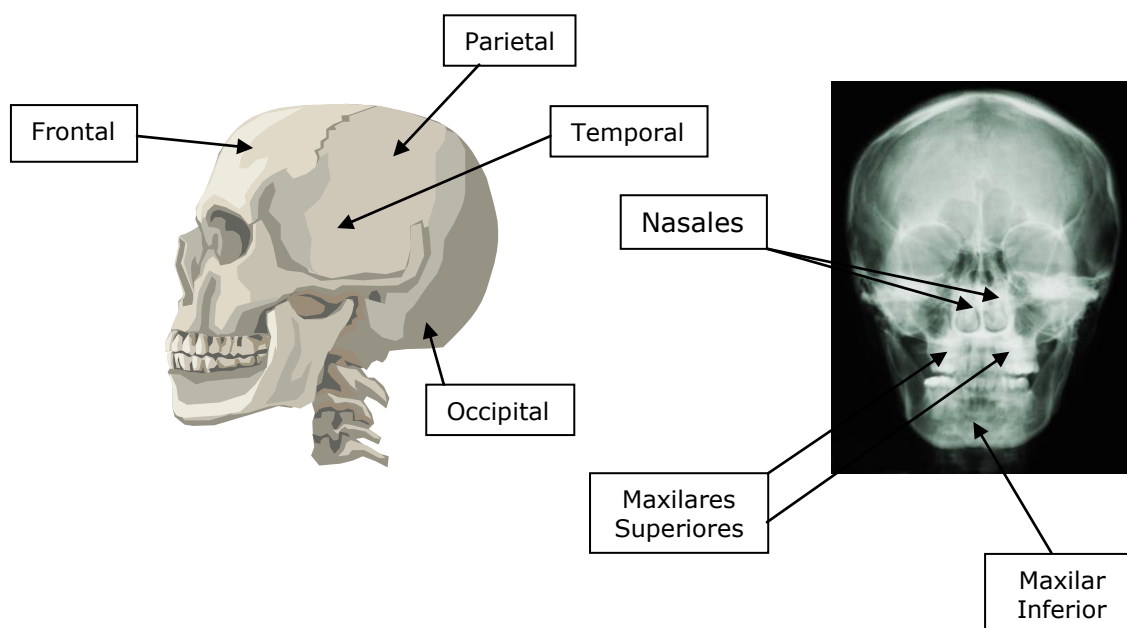 Parietal
Frontal
Temporal
Nasales
Occipital
Maxilares
Superiores
Maxilar
Inferior